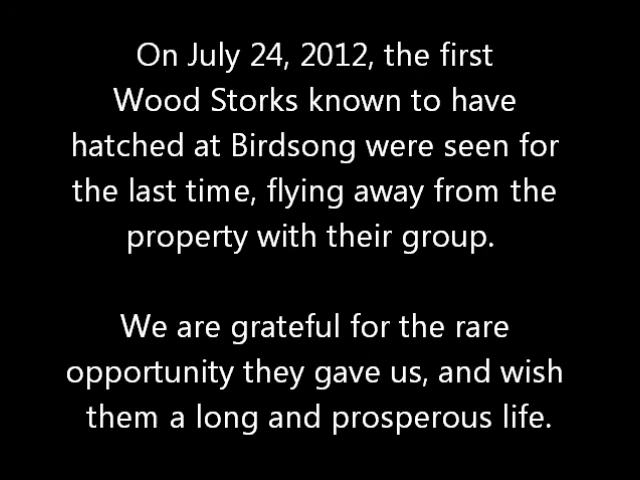 On July 24, 2012, the first
Wood Storks known to have
hatched at Birdsong were seen for
the last time, flying away from the
property with their group.
We are grateful for the rare
opportunity they gave us, and wish
them a long and prosperous life.